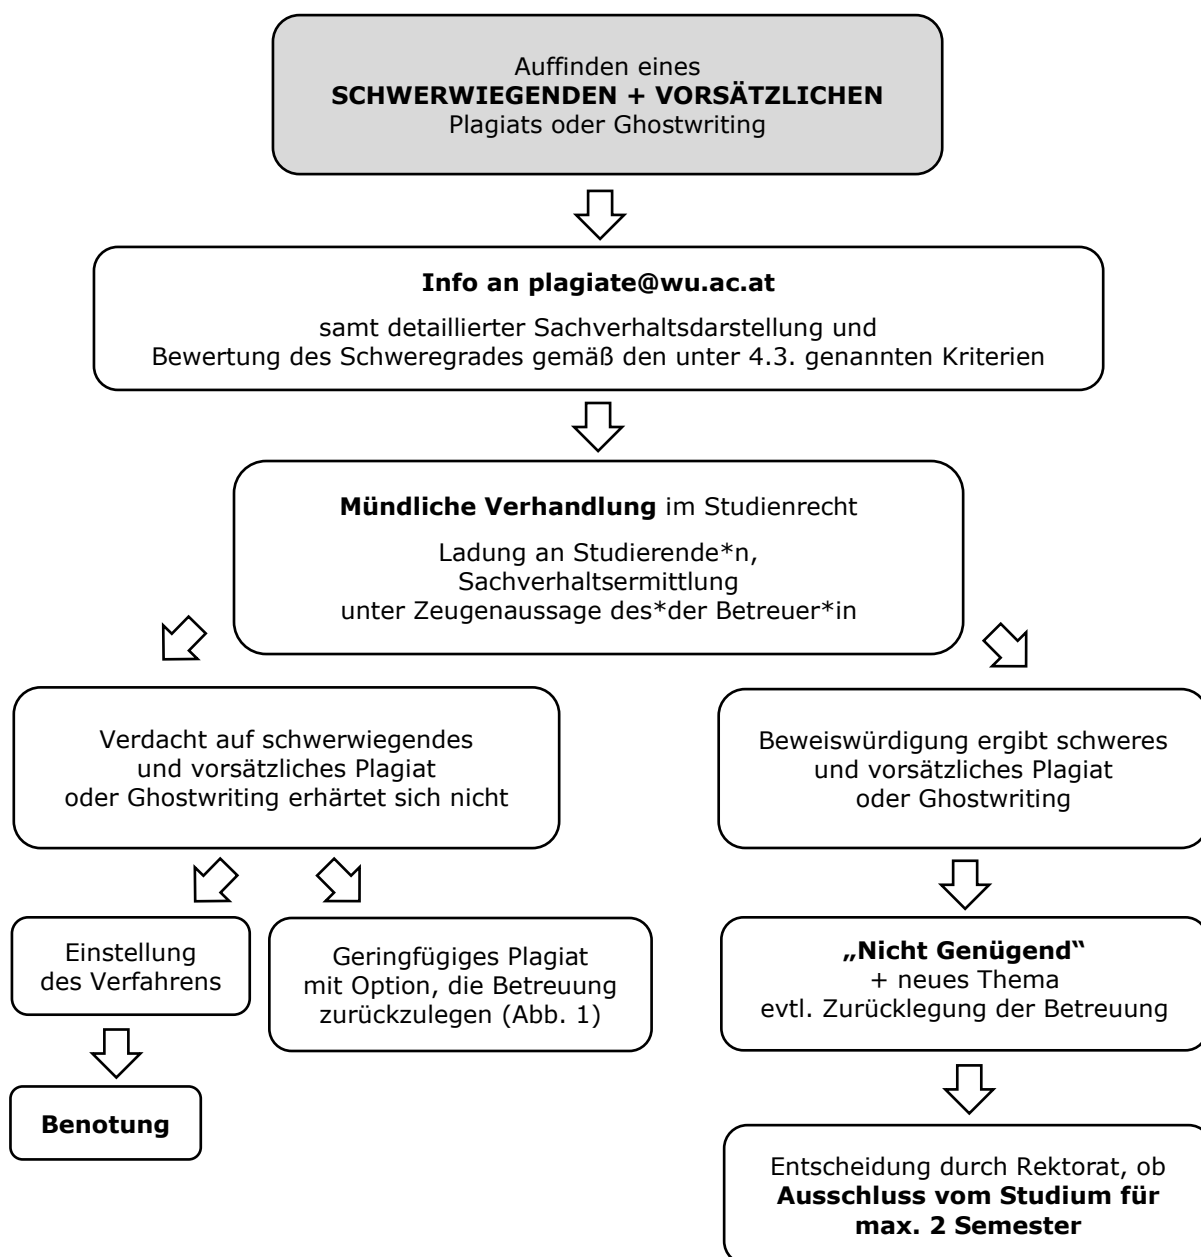 Auffinden eines
SCHWERWIEGENDEN + VORSÄTZLICHEN
Plagiats oder Ghostwriting
Info an plagiate@wu.ac.at
samt detaillierter Sachverhaltsdarstellung und
Bewertung des Schweregrades gemäß den unter 4.3. genannten Kriterien
Mündliche Verhandlung im Studienrecht
Ladung an Studierende*n,
Sachverhaltsermittlung
unter Zeugenaussage des*der Betreuer*in
Verdacht auf schwerwiegendes
und vorsätzliches Plagiat
oder Ghostwriting erhärtet sich nicht
Beweiswürdigung ergibt schweres
und vorsätzliches Plagiat
oder Ghostwriting
Einstellung
des Verfahrens
Geringfügiges Plagiat
mit Option, die Betreuung
zurückzulegen (Abb. 1)
„Nicht Genügend“
+ neues Thema
evtl. Zurücklegung der Betreuung
Benotung
Entscheidung durch Rektorat, ob
Ausschluss vom Studium für
max. 2 Semester